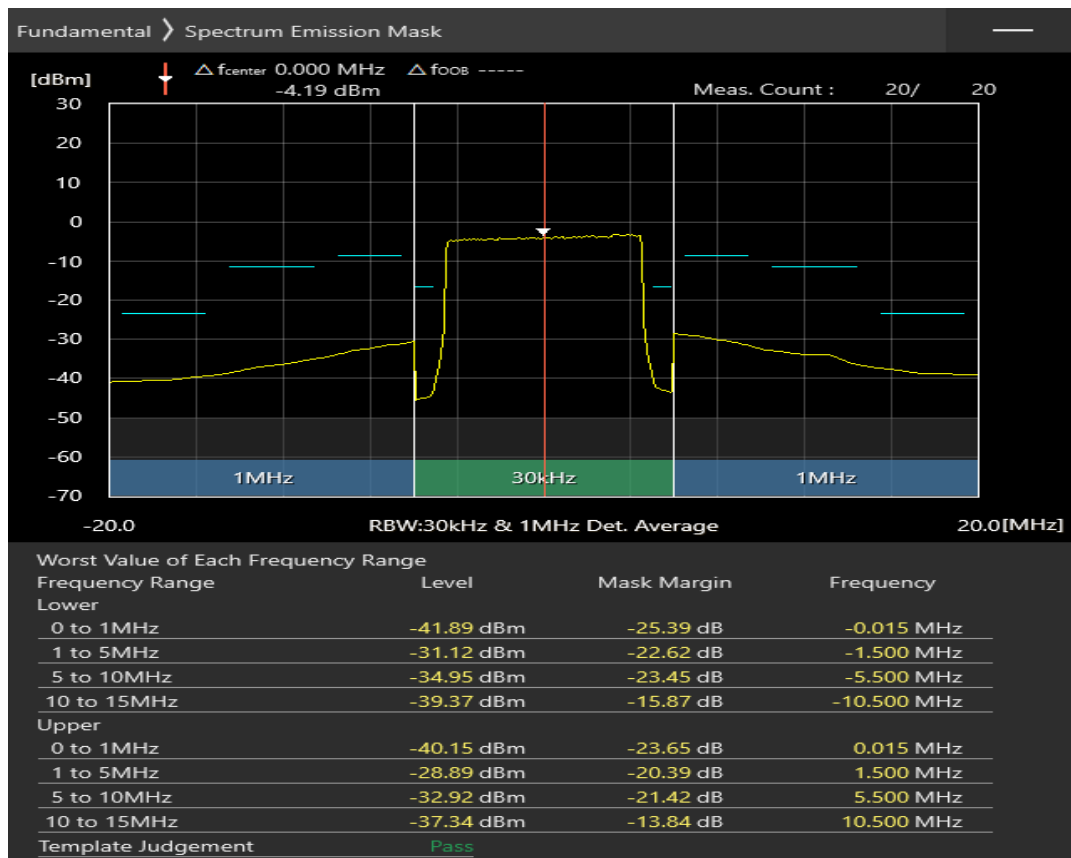 Fundamental ❯ Spectrum Emission Mask
[dBm] △ fcenter 0.000 MHz △ fOOB -----
-4.19 dBm Meas. Count : 20/ 20
30
20
10
0
-10
-20
-30
-40
-50
-60
-70
1MHz 30kHz 1MHz
-20.0 RBW:30kHz & 1MHz Det. Average 20.0[MHz]
Worst Value of Each Frequency Range
Frequency Range Level Mask Margin Frequency
Lower
0 to 1MHz -41.89 dBm -25.39 dB -0.015 MHz
1 to 5MHz -31.12 dBm -22.62 dB -1.500 MHz
5 to 10MHz -34.95 dBm -23.45 dB -5.500 MHz
10 to 15MHz -39.37 dBm -15.87 dB -10.500 MHz
Upper
0 to 1MHz -40.15 dBm -23.65 dB 0.015 MHz
1 to 5MHz -28.89 dBm -20.39 dB 1.500 MHz
5 to 10MHz -32.92 dBm -21.42 dB 5.500 MHz
10 to 15MHz -37.34 dBm -13.84 dB 10.500 MHz
Template Judgement Pass